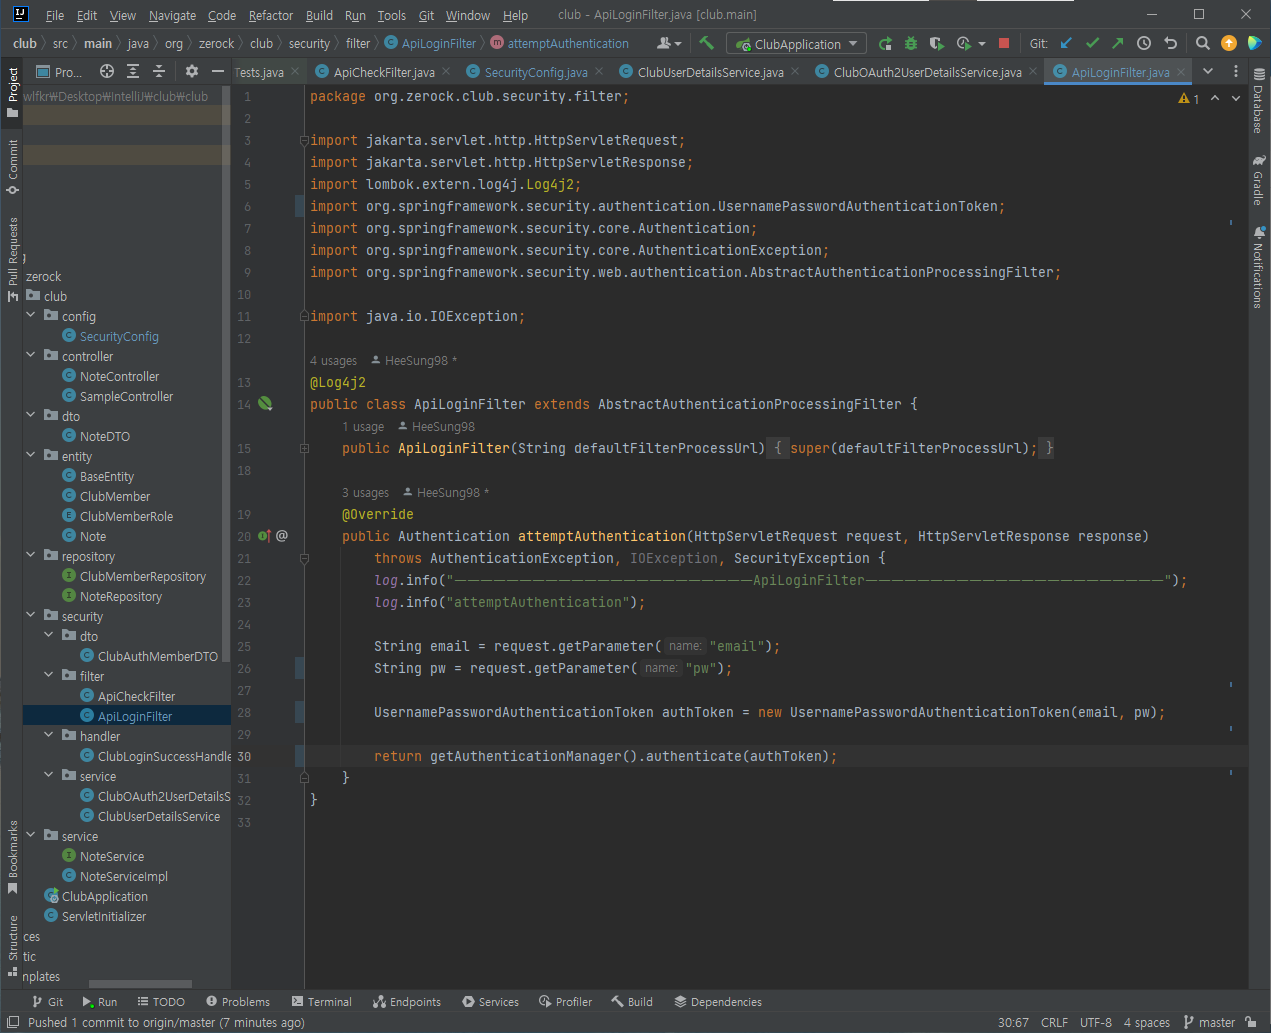 File Edit View Navigate Code Refactor Build Run Tools Git Window Help club - ApiLoginFilter.java [club.main]
club src main java org zerock club security filter ApiLoginFilter attemptAuthentication ClubApplication Git:
Pro... Tests.java ApiCheckFilter.java SecurityConfig.java ClubUserDetailsService.java ClubOAuth2UserDetailsService.java ApiLoginFilter.java
Project
Commit
Pull Requests
Bookmarks
Structure
wlfkr₩Desktop₩IntelliJ₩club₩club
zerock
club
config
SecurityConfig
controller
NoteController
SampleController
dto
NoteDTO
entity
BaseEntity
ClubMember
ClubMemberRole
Note
repository
ClubMemberRepository
NoteRepository
security
dto
ClubAuthMemberDTO
filter
ApiCheckFilter
ApiLoginFilter
handler
ClubLoginSuccessHandle
service
ClubOAuth2UserDetailsS
ClubUserDetailsService
service
NoteService
NoteServiceImpl
ClubApplication
ServletInitializer
ces
tic
nplates
1 package org.zerock.club.security.filter; 1
2
3 import jakarta.servlet.http.HttpServletRequest;
4 import jakarta.servlet.http.HttpServletResponse;
5 import lombok.extern.log4j.Log4j2;
6 import org.springframework.security.authentication.UsernamePasswordAuthenticationToken;
7 import org.springframework.security.core.Authentication;
8 import org.springframework.security.core.AuthenticationException;
9 import org.springframework.security.web.authentication.AbstractAuthenticationProcessingFilter;
10
11 import java.io.IOException;
12
4 usages HeeSung98 *
13 @Log4j2
14 public class ApiLoginFilter extends AbstractAuthenticationProcessingFilter {
1 usage HeeSung98
15 public ApiLoginFilter(String defaultFilterProcessUrl) { super(defaultFilterProcessUrl); }
18
3 usages HeeSung98 *
19 @Override
20 @ public Authentication attemptAuthentication(HttpServletRequest request, HttpServletResponse response)
21 throws AuthenticationException, IOException, SecurityException {
22 log.info("-----------------------ApiLoginFilter-----------------------");
23 log.info("attemptAuthentication");
24
25 String email = request.getParameter( name: "email");
26 String pw = request.getParameter( name: "pw");
27
28 UsernamePasswordAuthenticationToken authToken = new UsernamePasswordAuthenticationToken(email, pw);
29
30 return getAuthenticationManager().authenticate(authToken);
31 }
32 }
33
Database
Gradle
Notifications
Git Run TODO Problems Terminal Endpoints Services Profiler Build Dependencies
Pushed 1 commit to origin/master (7 minutes ago) 30:67 CRLF UTF-8 4 spaces master